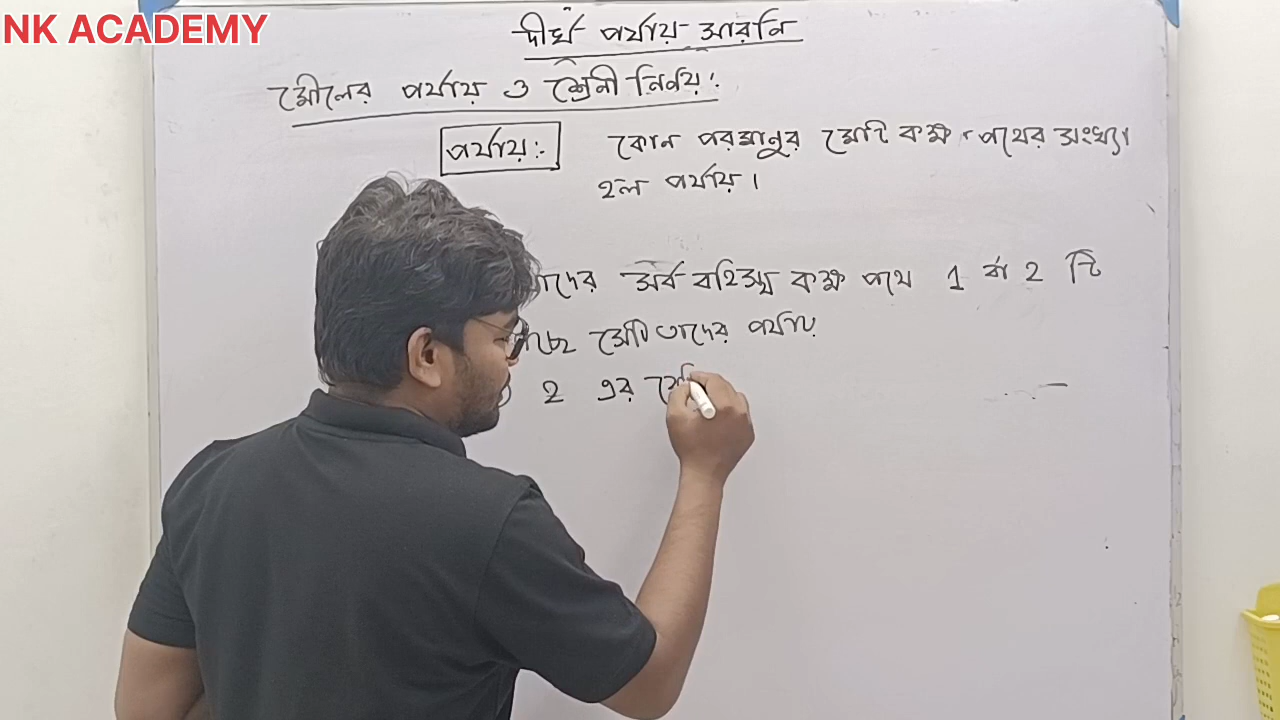 NK ACADEMY
দীর্ঘ পর্যায় সারনি
মৌলের পর্যায় ও শ্রেনী নির্নয়:
পর্যায়:- কোন পরমানুর মোট কক্ষ পথের সংখ্যা
হল পর্যায়।
দের সর্ব বহিস্থ কক্ষ পথে 1 বা 2 টি
মৌট তাদের পর্যায়
2 এর